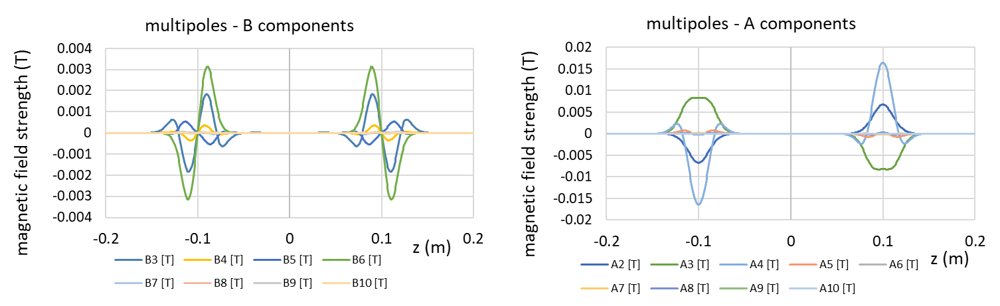 multipoles - B components
magnetic field strength (T)
0.004
0.003
0.002
0.001
0
-0.001
-0.002
-0.003
-0.004
-0.2 -0.1 0 0.1 0.2
z (m)
B3 [T] B4 [T] B5 [T] B6 [T]
B7 [T] B8 [T] B9 [T] B10 [T]
multipoles - A components
magnetic field strength (T)
0.02
0.015
0.01
0.005
0
-0.005
-0.01
-0.015
-0.02
-0.2 -0.1 0 0.1 0.2
z (m)
A2 [T] A3 [T] A4 [T] A5 [T] A6 [T]
A7 [T] A8 [T] A9 [T] A10 [T]